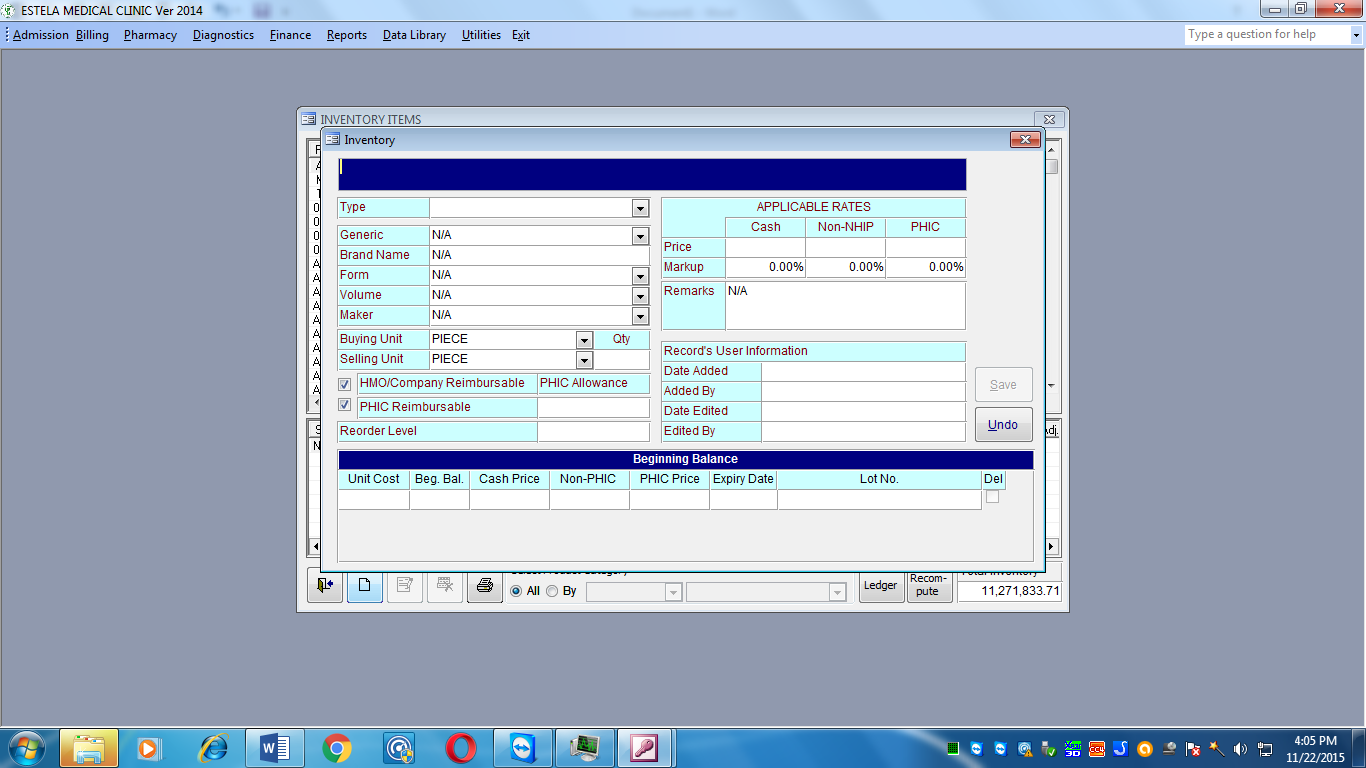 ESTELA MEDICAL CLINIC Ver 2014
Admission Billing Pharmacy Diagnostics Finance Reports Data Library Utilities Exit
Type a question for help
INVENTORY ITEMS
Inventory
Type
Generic N/A
Brand Name N/A
Form N/A
Volume N/A
Maker N/A
Buying Unit PIECE Qty
Selling Unit PIECE
HMO/Company Reimbursable PHIC Allowance
PHIC Reimbursable
Reorder Level
APPLICABLE RATES
Cash Non-NHIP PHIC
Price
Markup 0.00% 0.00% 0.00%
Remarks N/A
Record's User Information
Date Added
Added By
Date Edited
Edited By
Save
Undo
Beginning Balance
Unit Cost Beg. Bal. Cash Price Non-PHIC PHIC Price Expiry Date Lot No. Del
All By
Ledger
Recom-
pute
Total Inventory
11,271,833.71
4:05 PM
11/22/2015